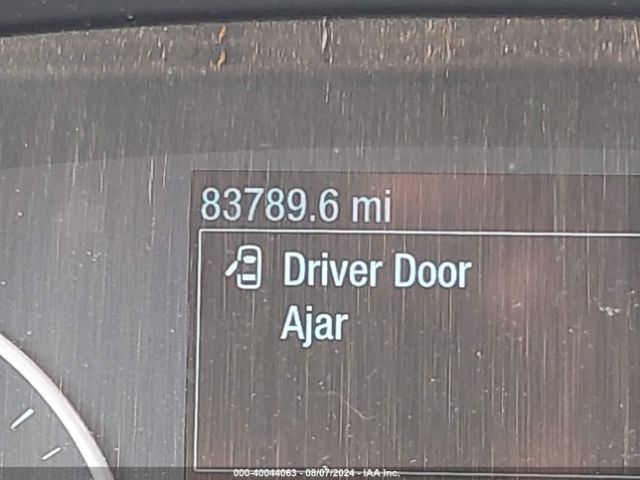 83789.6 mi
Driver Door
Ajar
000-40044063 - 08/07/2024 - IAA Inc.